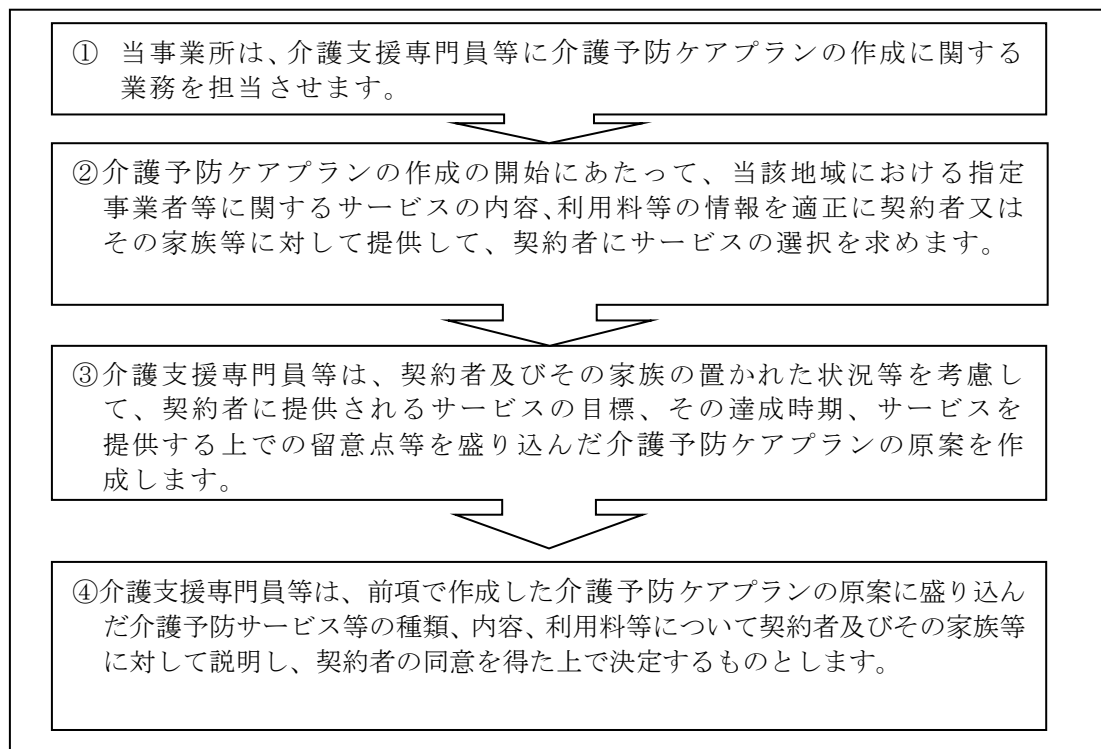 ① 当事業所は、介護支援専門員等に介護予防ケアプランの作成に関する
業務を担当させます。
②介護予防ケアプランの作成の開始にあたって、当該地域における指定
事業者等に関するサービスの内容、利用料等の情報を適正に契約者又は
その家族等に対して提供して、契約者にサービスの選択を求めます。
③介護支援専門員等は、契約者及びその家族の置かれた状況等を考慮し
て、契約者に提供されるサービスの目標、その達成時期、サービスを
提供する上での留意点等を盛り込んだ介護予防ケアプランの原案を作
成します。
④介護支援専門員等は、前項で作成した介護予防ケアプランの原案に盛り込ん
だ介護予防サービス等の種類、内容、利用料等について契約者及びその家族等
に対して説明し、契約者の同意を得た上で決定するものとします。